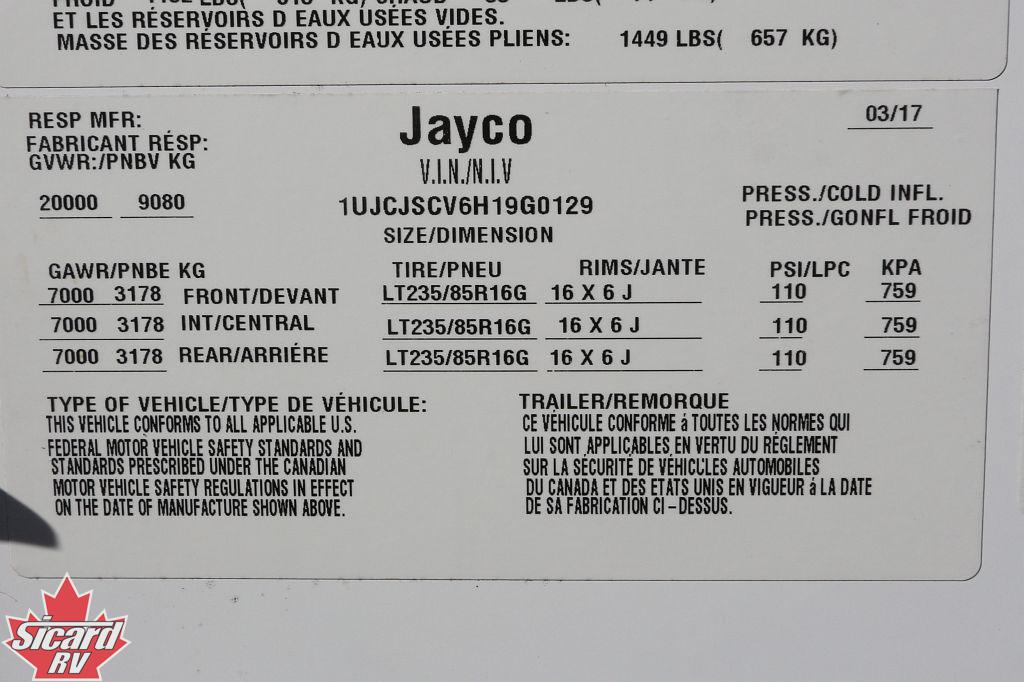 ET LES RÉSERVOIRS D EAUX USÉES VIDES.
MASSE DES RÉSERVOIRS D EAUX USÉES PLIENS: 1449 LBS( 657 KG)
RESP MFR: Jayco 03/17
FABRICANT RÉSP:
GVWR:/PNBV KG V.I.N./N.I.V
20000 9080 1UJCJSCV6H19G0129 PRESS./COLD INFL.
SIZE/DIMENSION PRESS./GONFL FROID
GAWR/PNBE KG TIRE/PNEU RIMS/JANTE PSI/LPC KPA
7000 3178 FRONT/DEVANT LT235/85R16G 16 X 6 J 110 759
7000 3178 INT/CENTRAL LT235/85R16G 16 X 6 J 110 759
7000 3178 REAR/ARRIÉRE LT235/85R16G 16 X 6 J 110 759
TYPE OF VEHICLE/TYPE DE VÉHICULE: TRAILER/REMORQUE
THIS VEHICLE CONFORMS TO ALL APPLICABLE U.S.
FEDERAL MOTOR VEHICLE SAFETY STANDARDS AND
STANDARDS PRESCRIBED UNDER THE CANADIAN
MOTOR VEHICLE SAFETY REGULATIONS IN EFFECT
ON THE DATE OF MANUFACTURE SHOWN ABOVE.
CE VÉHICULE CONFORME á TOUTES LES NORMES QUI
LUI SONT APPLICABLES EN VERTU DU RÉGLEMENT
SUR LA SÉCURITÉ DE VÉHICULES AUTOMOBILES
DU CANADA ET DES ETATS UNIS EN VIGUEUR á LA DATE
DE SA FABRICATION CI-DESSUS.
Sicard
RV